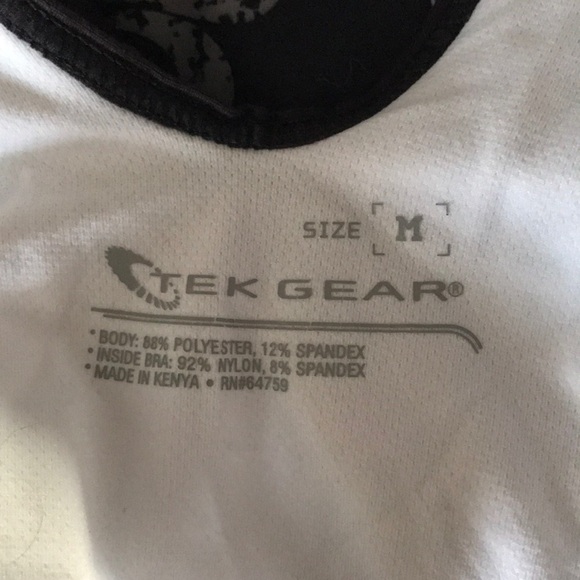 SIZE M
TEK GEAR®
• BODY: 88% POLYESTER, 12% SPANDEX
• INSIDE BRA: 92% NYLON, 8% SPANDEX
• MADE IN KENYA • RN#64759